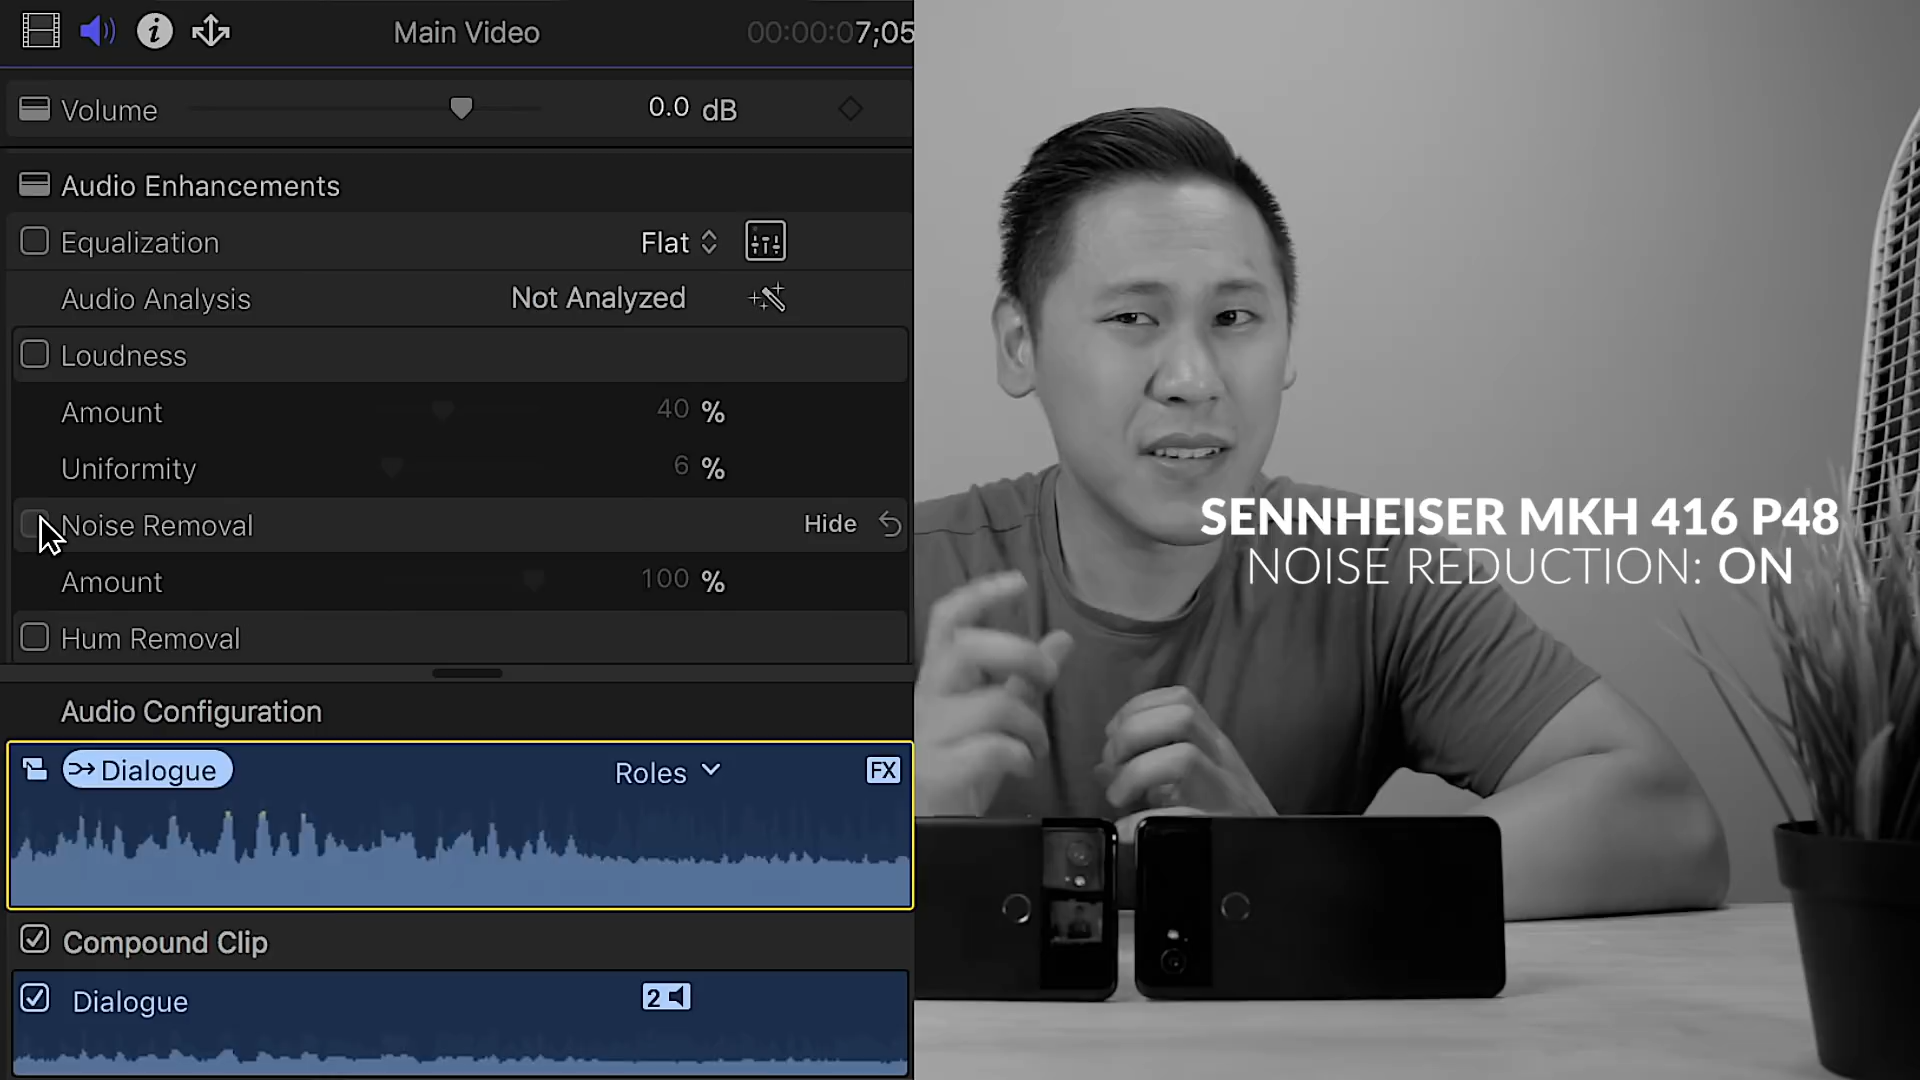 Main Video 00:00:07;05
Volume 0.0 dB
Audio Enhancements
Equalization Flat
Audio Analysis Not Analyzed
Loudness
Amount 40 %
Uniformity 6 %
Noise Removal Hide
Amount 100 %
Hum Removal
Audio Configuration
Dialogue Roles FX
Compound Clip
Dialogue 2
SENNHEISER MKH 416 P48
NOISE REDUCTION: ON